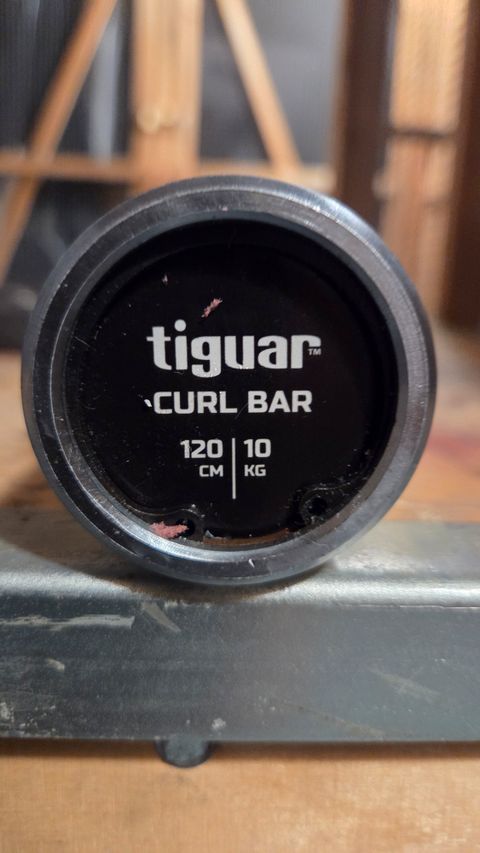 tiguar™
CURL BAR
120 | 10
CM | KG